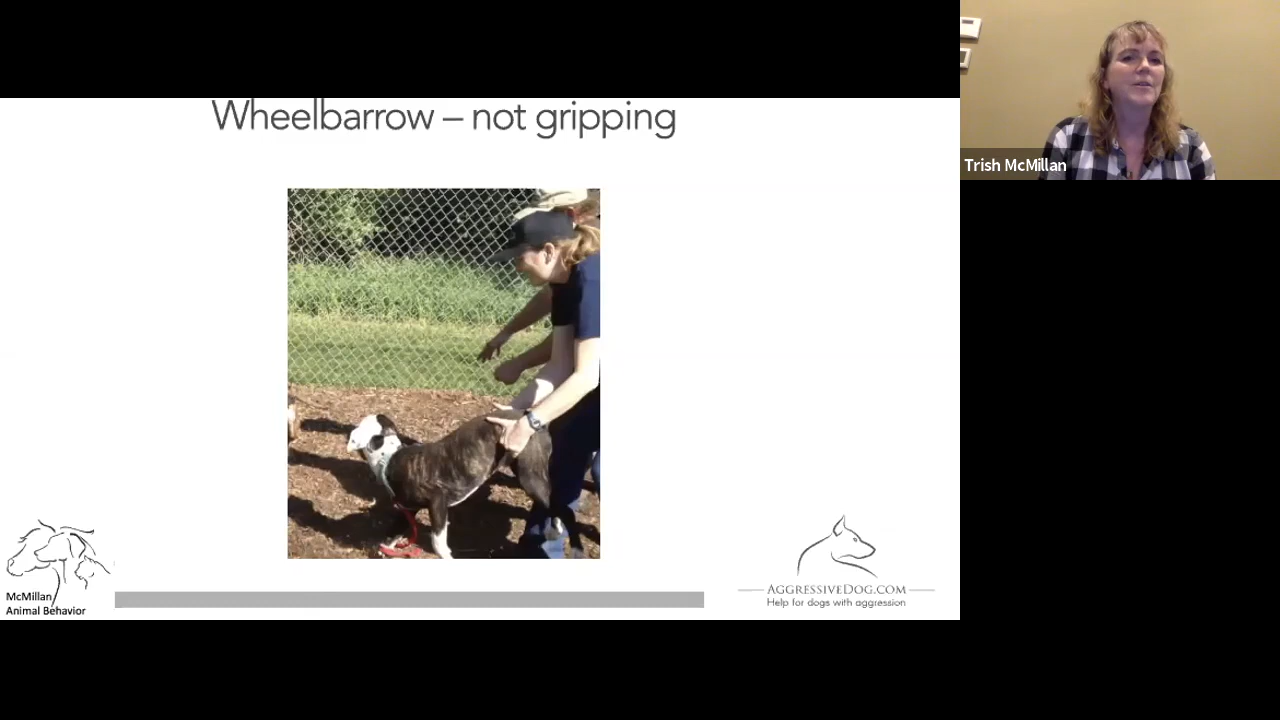 Wheelbarrow – not gripping
Trish McMillan
McMillan
Animal Behavior
AGGRESSIVEDOG.COM
Help for dogs with aggression